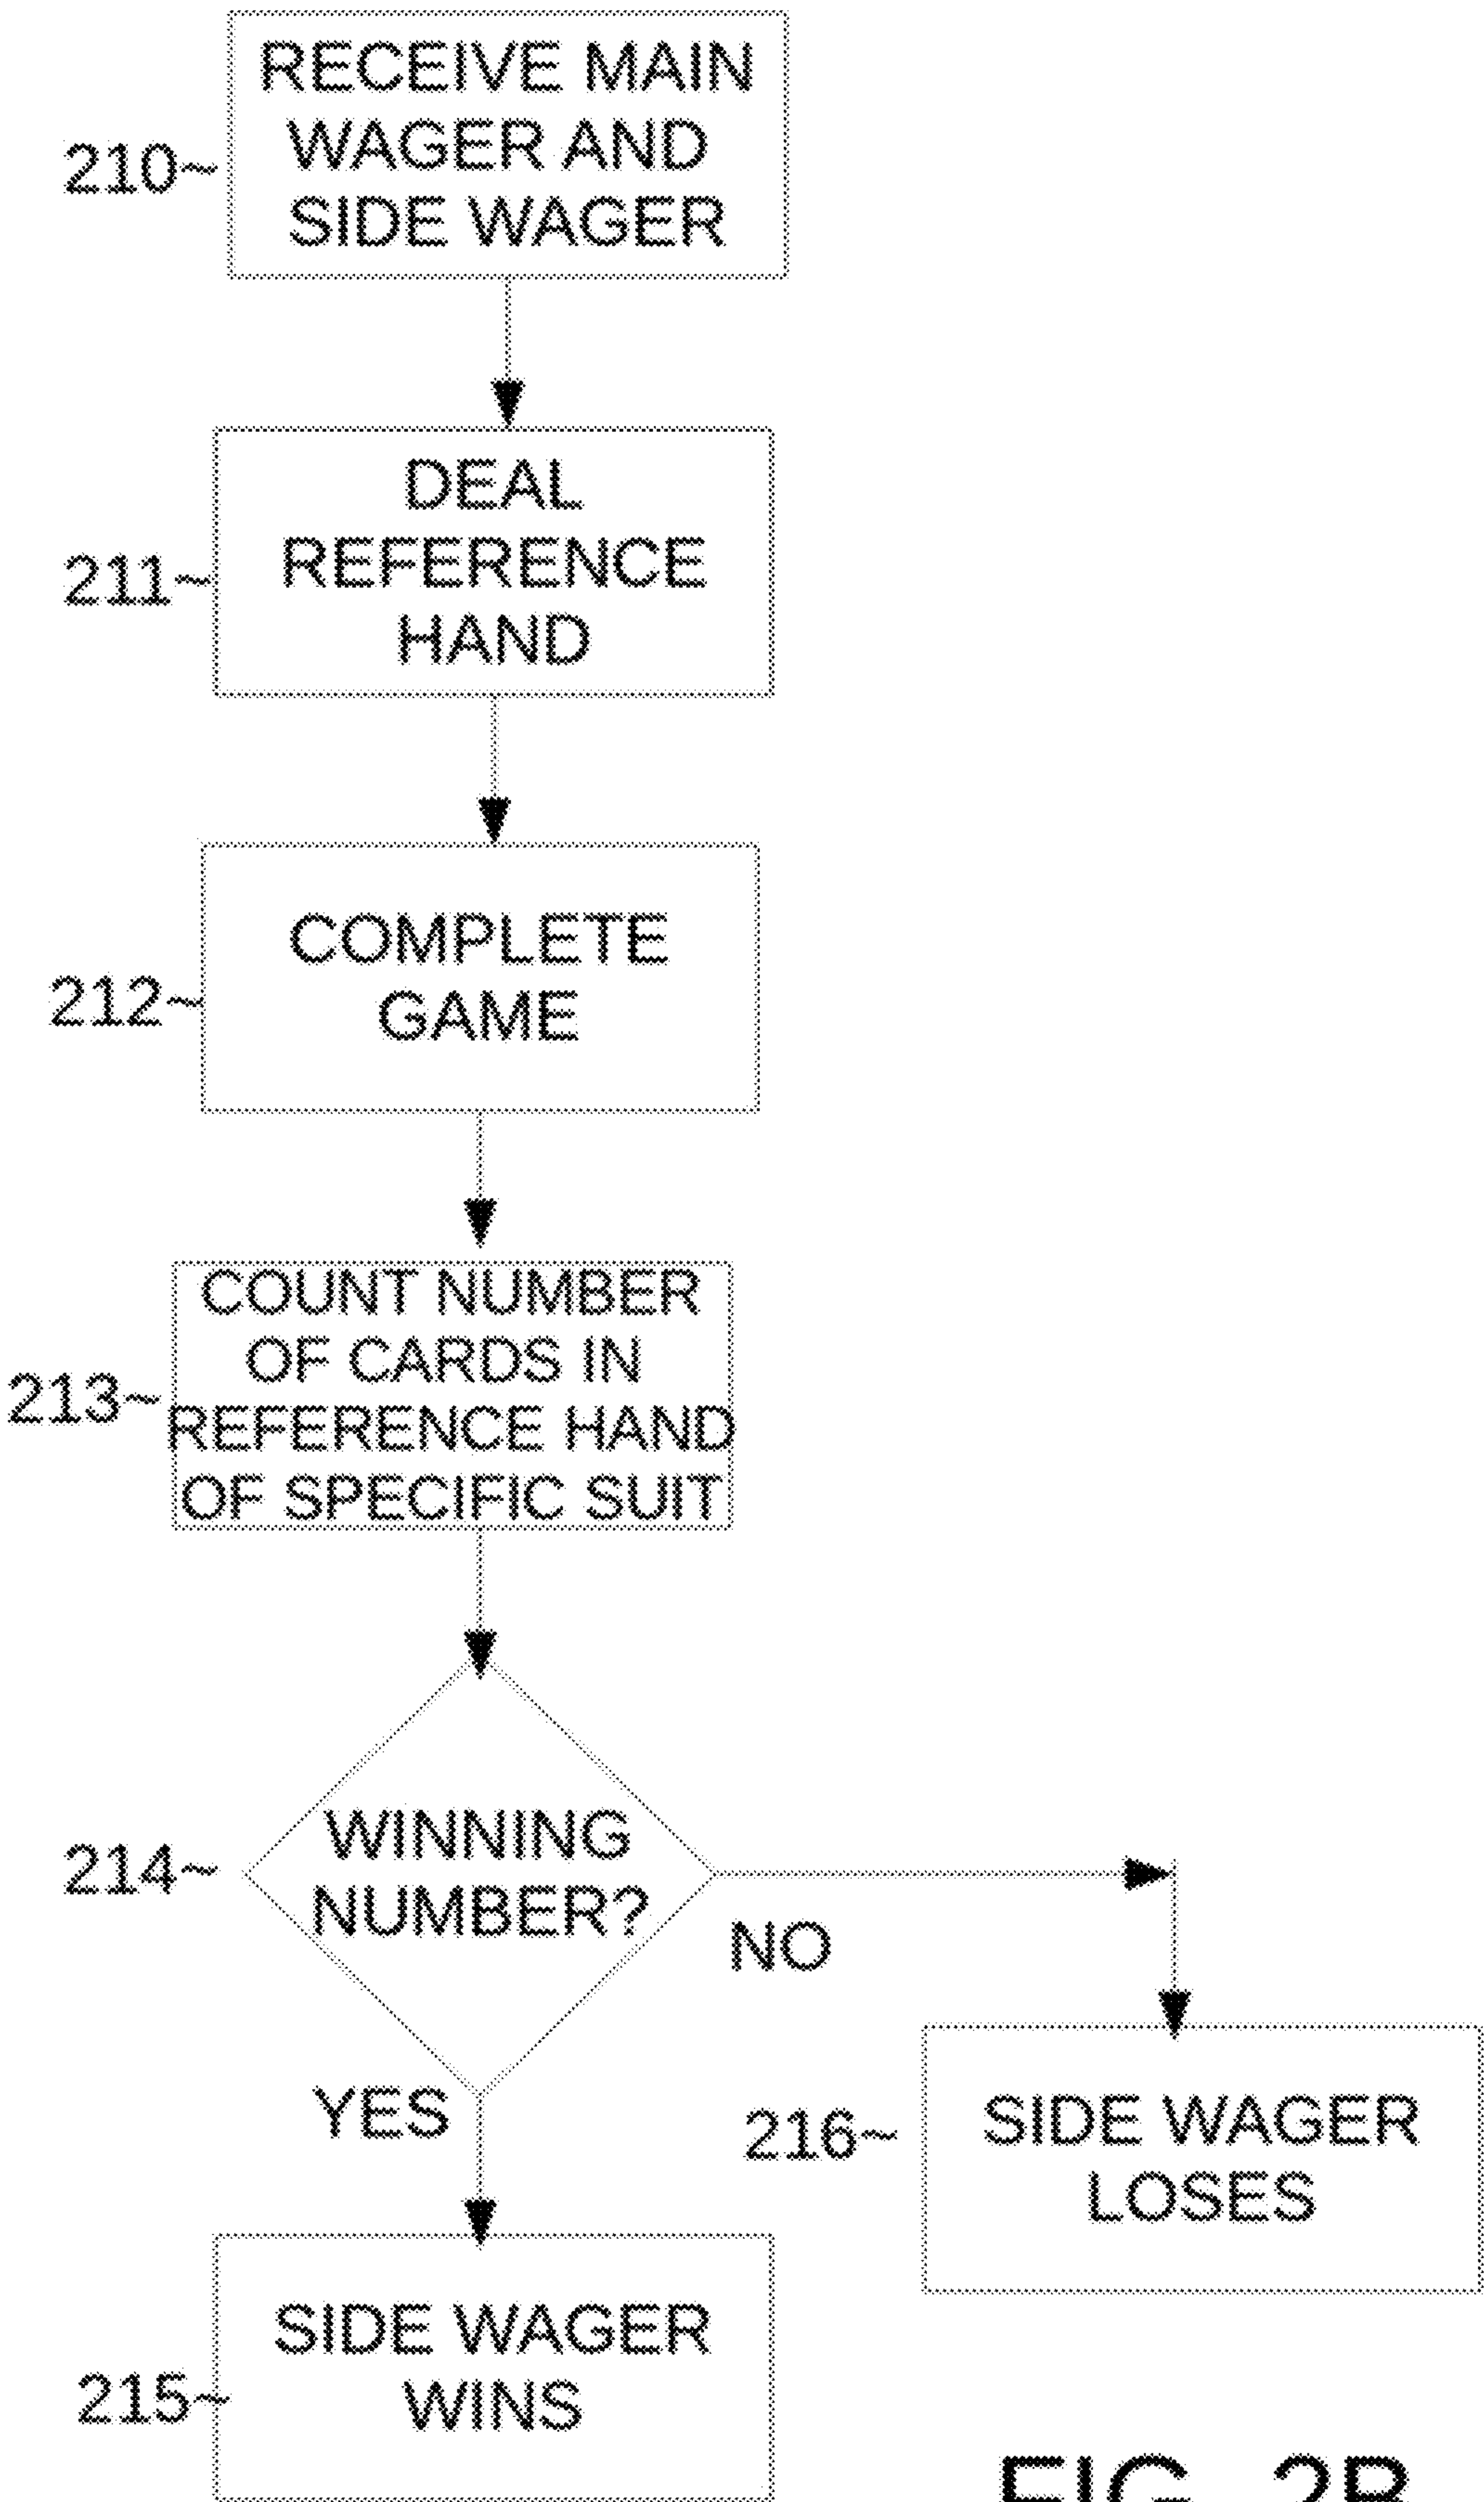 RECEIVE MAIN
WAGER AND
SIDE WAGER
210~
DEAL
REFERENCE
HAND
211~
COMPLETE
GAME
212~
COUNT NUMBER
OF CARDS IN
REFERENCE HAND
OF SPECIFIC SUIT
213~
WINNING
NUMBER?
214~
NO
YES
SIDE WAGER
LOSES
216~
SIDE WAGER
WINS
215~
FIG. 2B